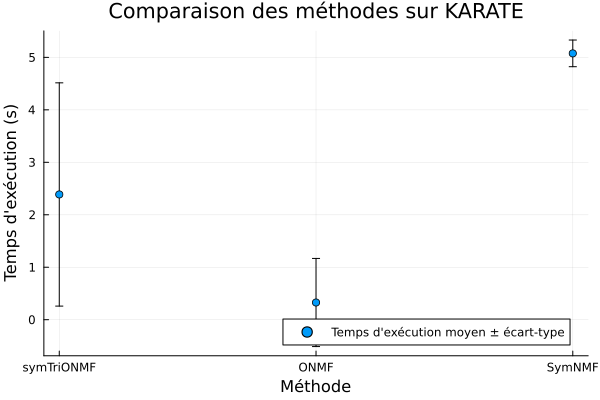 Comparaison des méthodes sur KARATE
Temps d'exécution (s)
5
4
3
2
1
0
Temps d'exécution moyen ± écart-type
symTriONMF
ONMF
SymNMF
Méthode